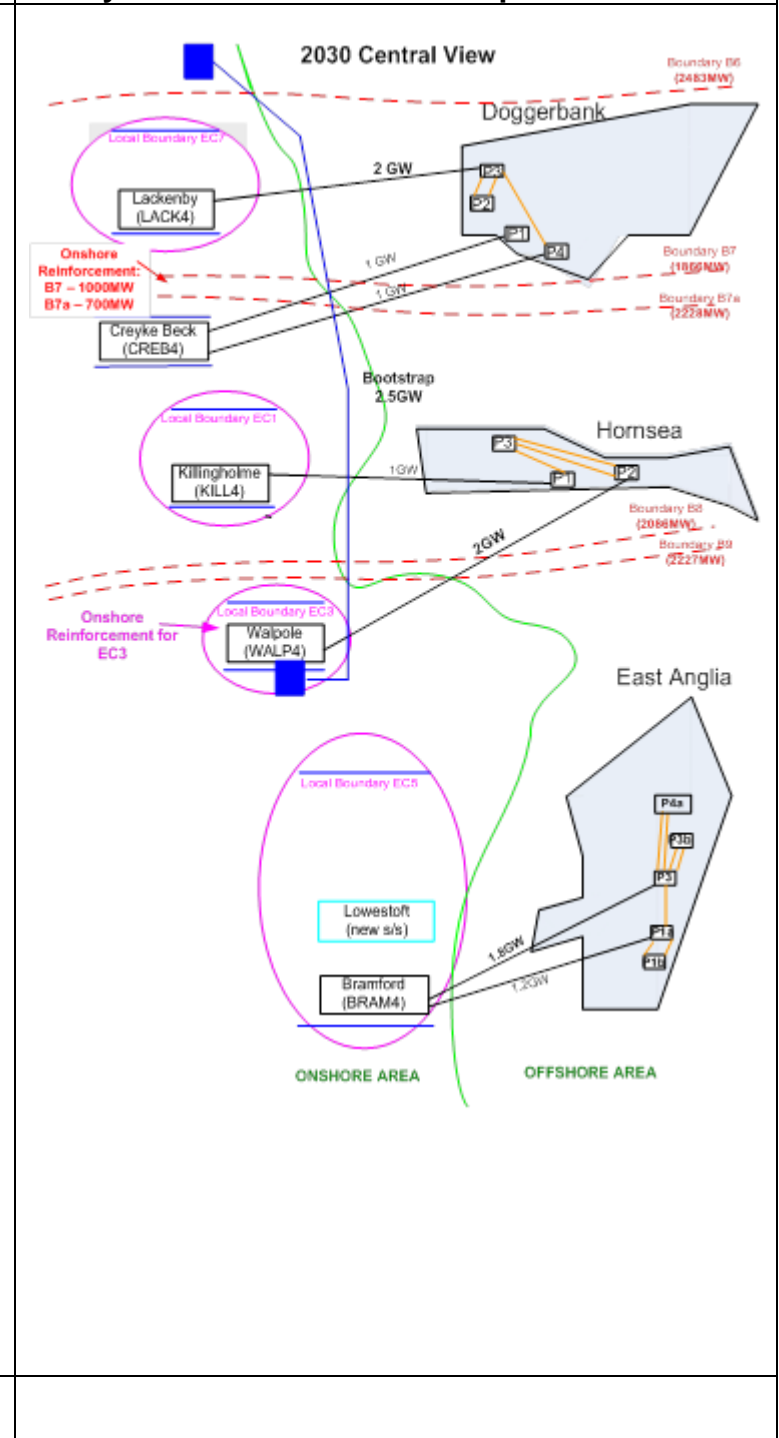 2030 Central View
Boundary B6
(2483MW)
Doggerbank
Local Boundary EC7
2 GW
P3
P2
Lackenby
(LACK4)
P1
P4
1 GW
1 GW
Onshore
Reinforcement:
B7 – 1000MW
B7a – 700MW
Boundary B7
(1866MW)
Boundary B7a
(2228MW)
Creyke Beck
(CREB4)
Bootstrap
2.5GW
Local Boundary EC1
Hornsea
P3
P1
P2
Killingholme
(KILL4)
1GW
Boundary B8
(2086MW)
Boundary B9
(2227MW)
2GW
Local Boundary EC3
Onshore
Reinforcement for
EC3
Walpole
(WALP4)
East Anglia
Local Boundary EC5
P4a
P3b
P3
P1a
P1b
Lowestoft
(new s/s)
1.8GW
1.2GW
Bramford
(BRAM4)
ONSHORE AREA
OFFSHORE AREA